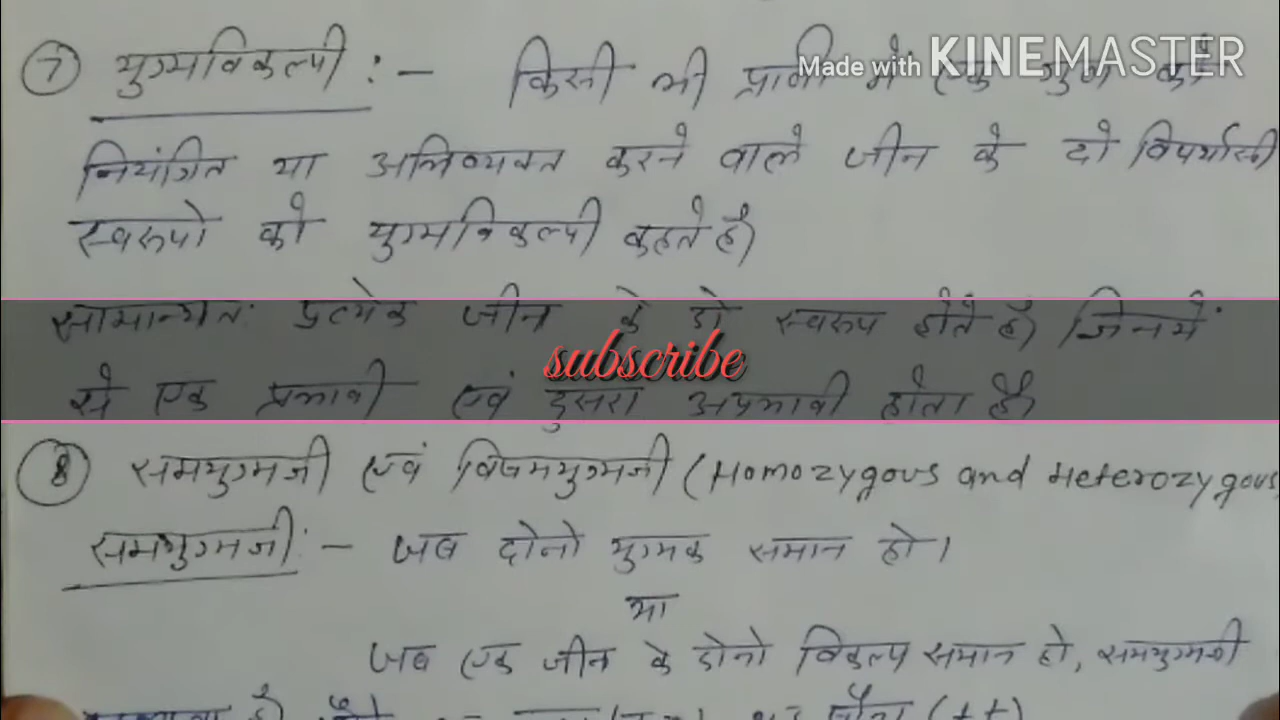 Made with KINEMASTER
⑦ युग्मविकल्पी :- किसी भी प्राणी में एक गुण को
नियंत्रित या अभिव्यक्त करने वाले जीन के दो विपर्यासी
स्वरूपो को युग्मविकल्पी कहते है।
सामान्यतः प्रत्येक जीन के दो स्वरूप होते है। जिनमें
subscribe
से एक प्रभावी एवं दुसरा अप्रभावी होता है।
⑧ समयुग्मजी एवं विषमयुग्मजी (Homozygous and Heterozygous
समयुग्मजी :- जब दोनो युग्मक समान हो।
या
जब एक जीन के दोनो विकल्प समान हो, समयुग्मजी
है (tt)